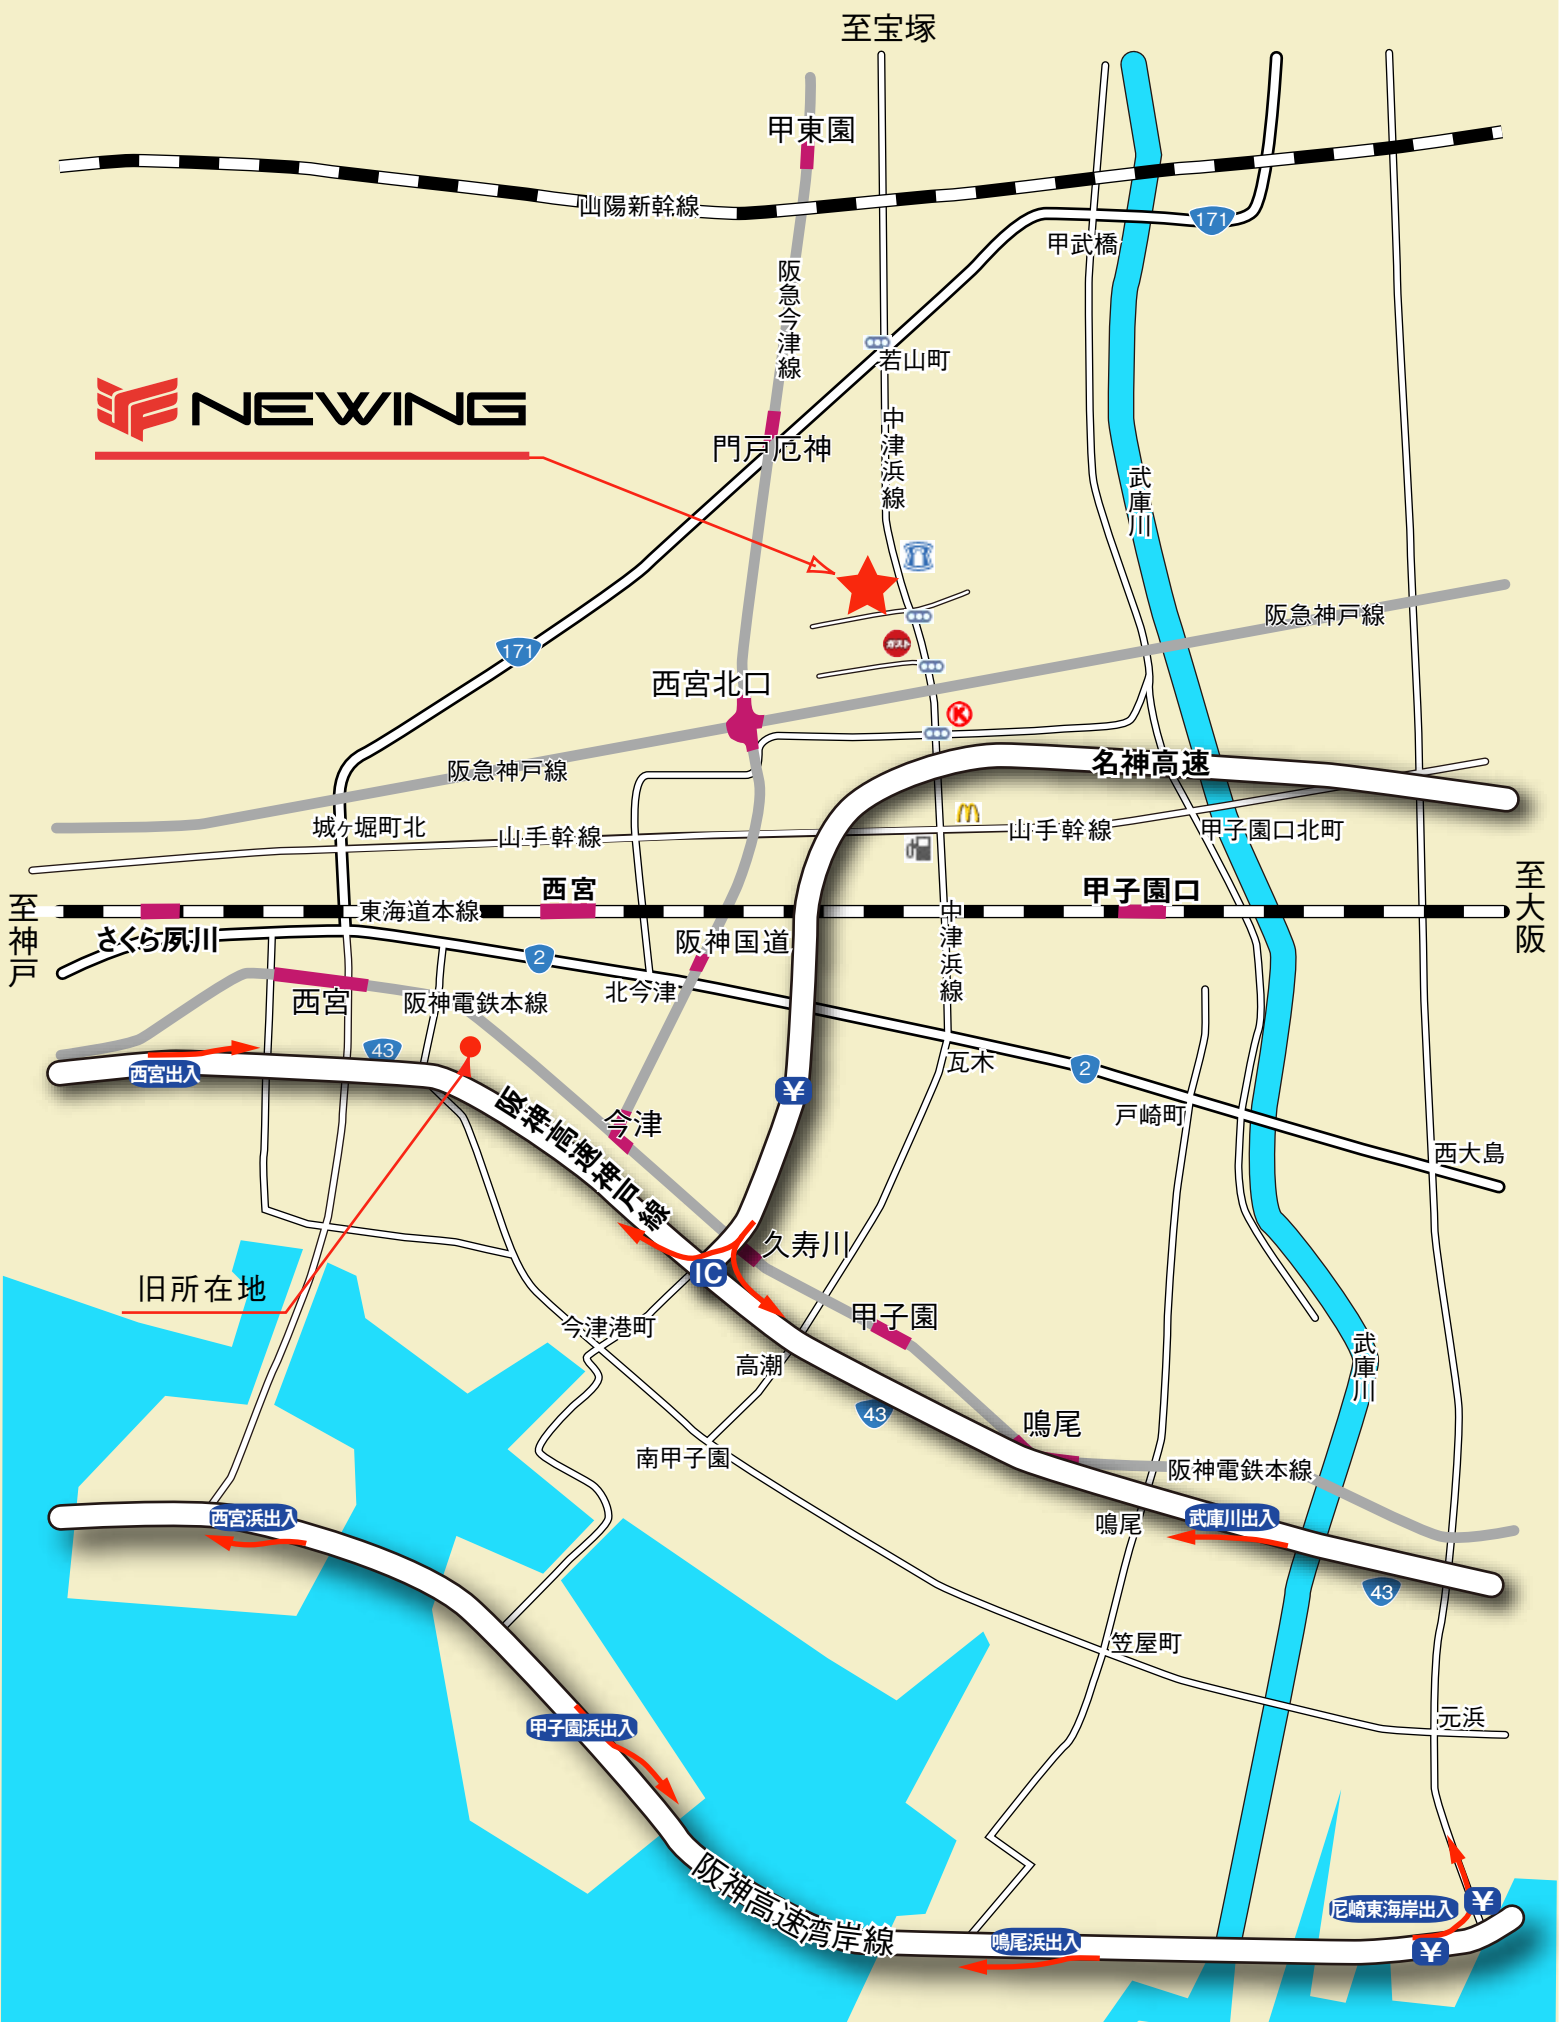 至宝塚
甲東園
山陽新幹線
171
甲武橋
阪急今津線
若山町
NEWING
中津浜線
門戸厄神
武庫川
阪急神戸線
ガスト
171
西宮北口
K
阪急神戸線
名神高速
城ヶ堀町北
山手幹線
山手幹線
甲子園口北町
至神戸
西宮
甲子園口
至大阪
東海道本線
さくら夙川
阪神国道
中津浜線
2
西宮
阪神電鉄本線
北今津
43
瓦木
2
西宮出入
¥
阪神高速神戸線
今津
戸崎町
西大島
久寿川
IC
旧所在地
甲子園
今津港町
高潮
武庫川
43
鳴尾
南甲子園
阪神電鉄本線
西宮浜出入
鳴尾
武庫川出入
43
笠屋町
元浜
甲子園浜出入
阪神高速湾岸線
尼崎東海岸出入
¥
鳴尾浜出入
¥